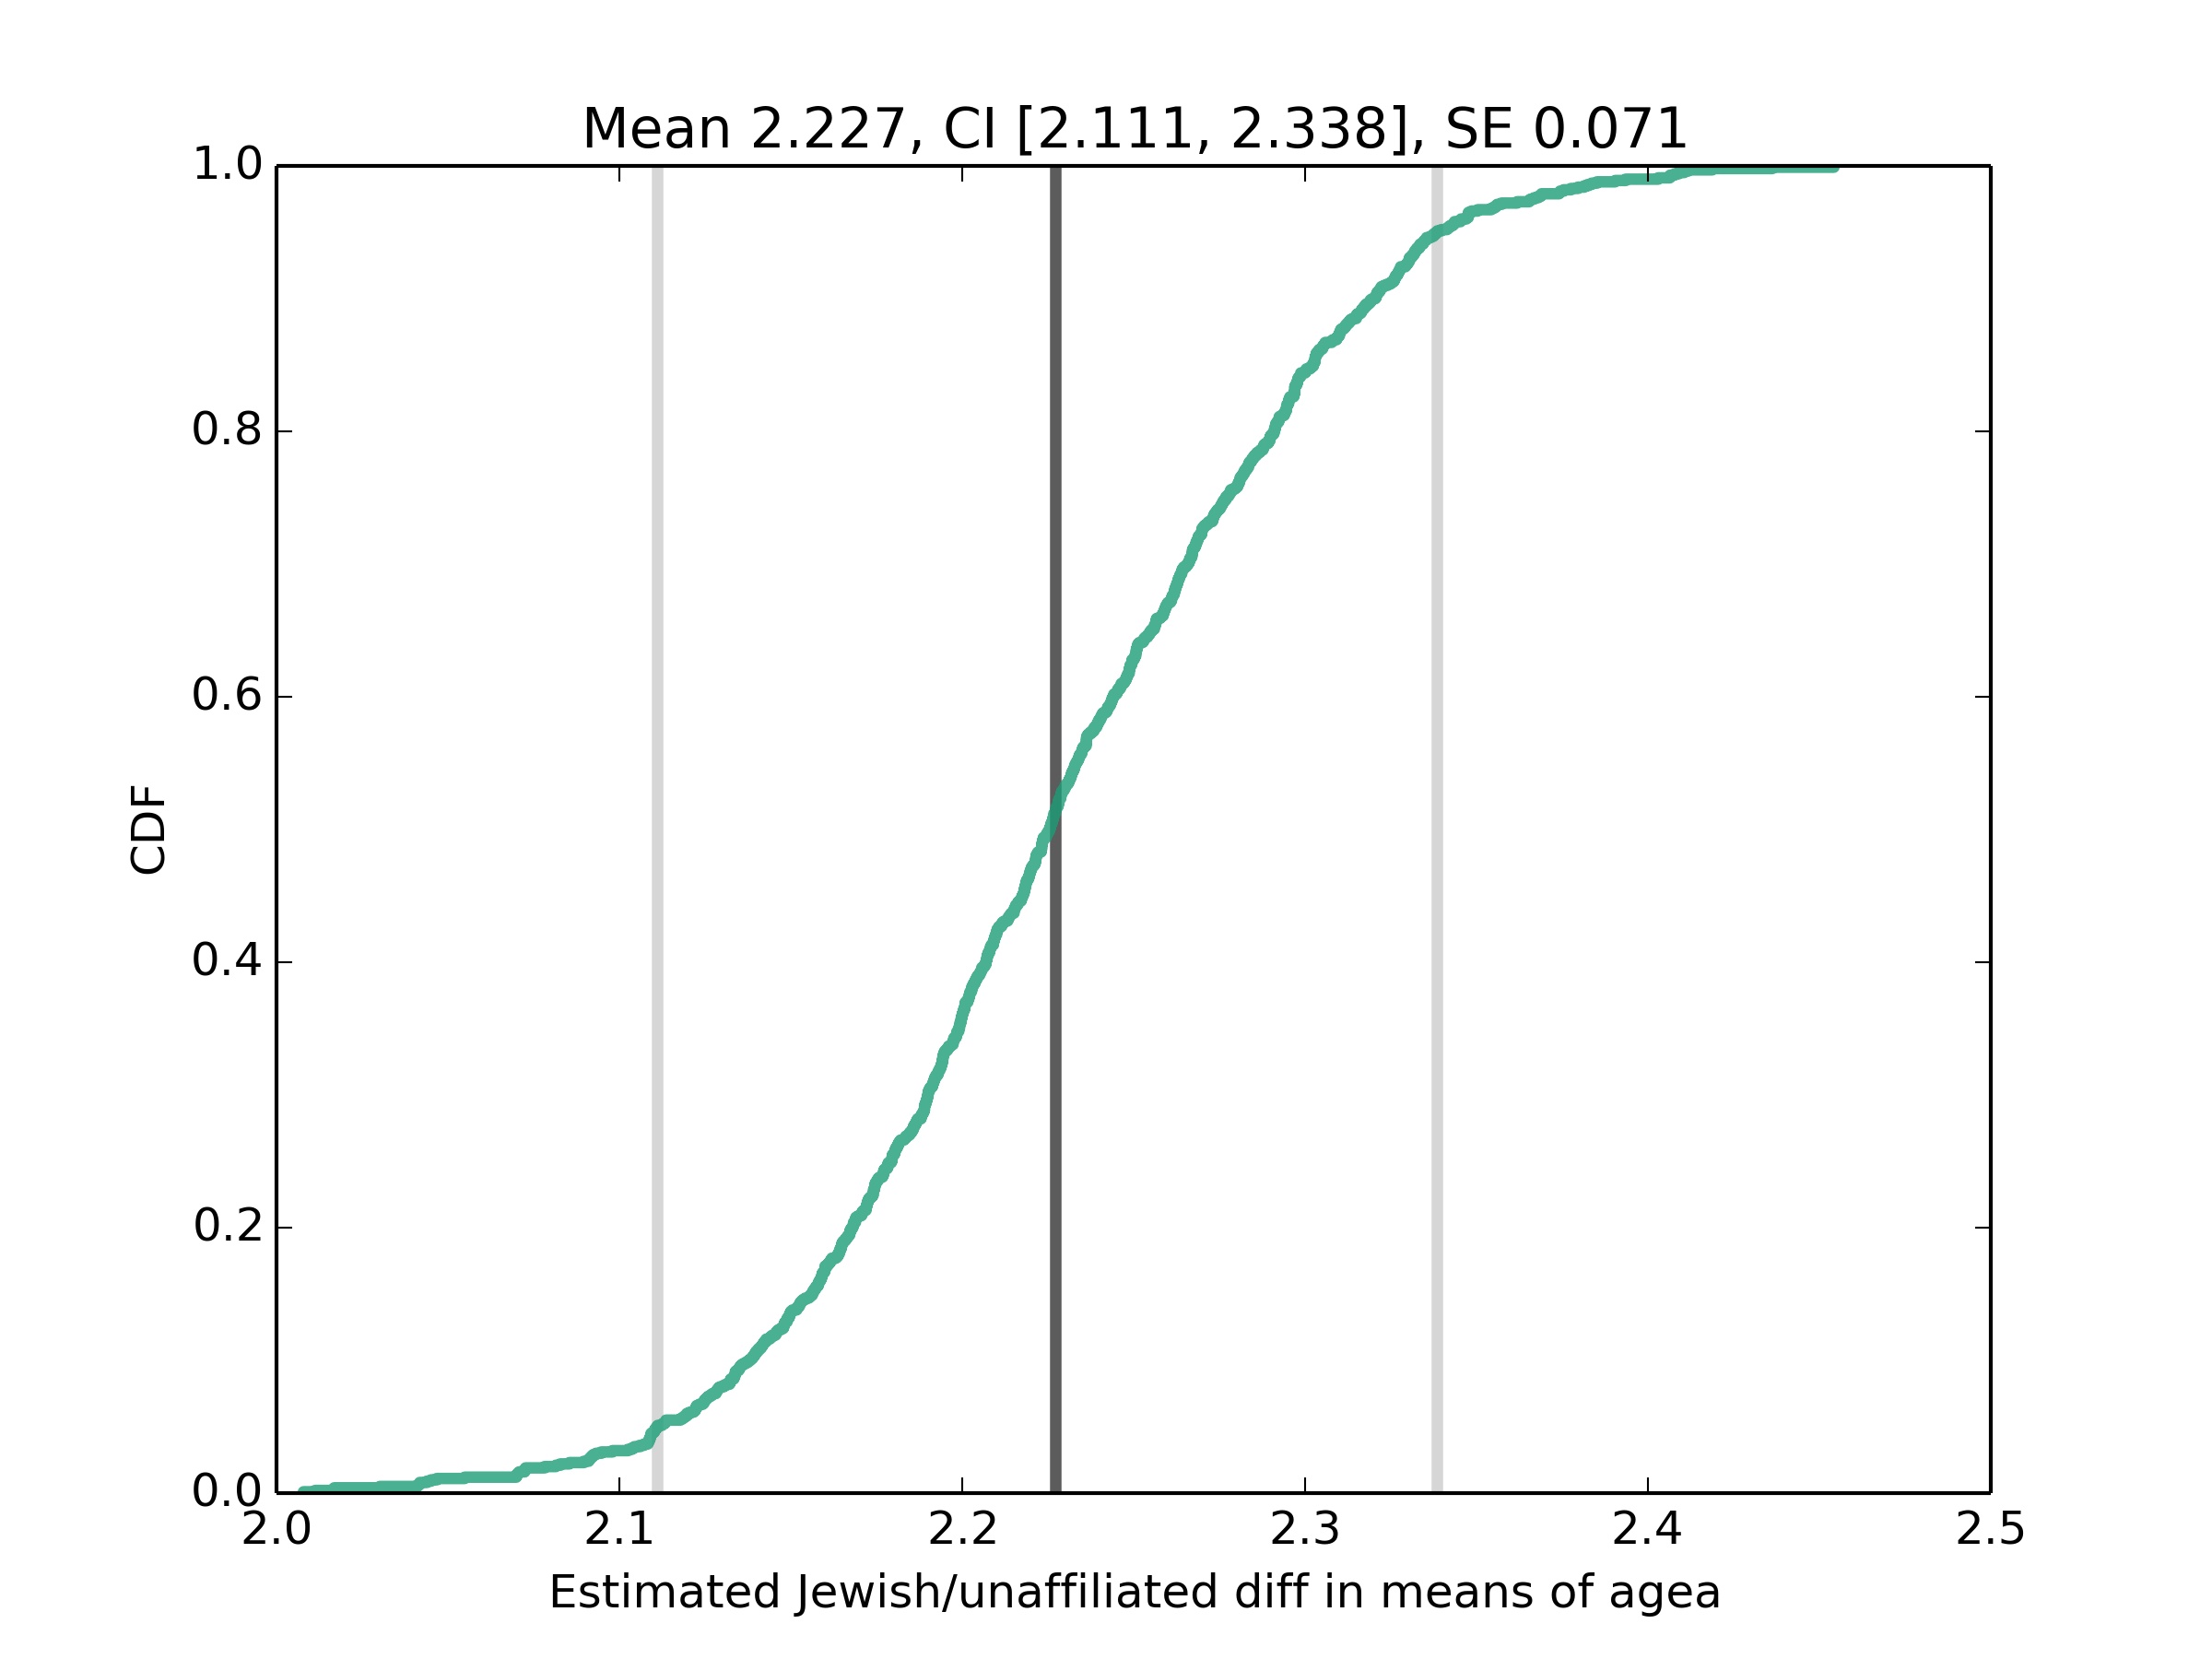 Mean 2.227, CI [2.111, 2.338], SE 0.071
1.0
0.8
0.6
0.4
0.2
0.0
CDF
2.0 2.1 2.2 2.3 2.4 2.5
Estimated Jewish/unaffiliated diff in means of agea